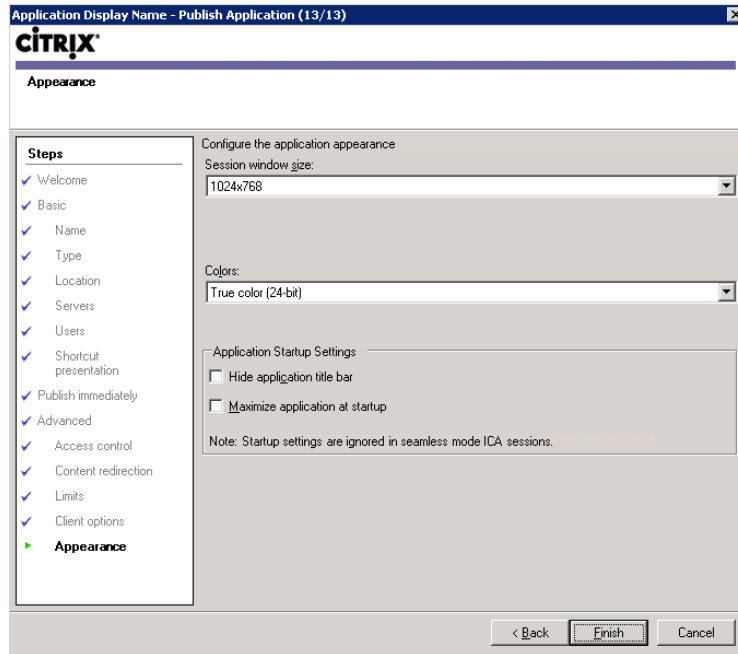 Application Display Name - Publish Application (13/13)
CİTRIX
Appearance
Steps
Welcome
Basic
Name
Type
Location
Servers
Users
Shortcut
presentation
Publish immediately
Advanced
Access control
Content redirection
Limits
Client options
Appearance
Configure the application appearance
Session window size:
1024x768
Colors:
True color (24-bit)
Application Startup Settings
Hide application title bar
Maximize application at startup
Note: Startup settings are ignored in seamless mode ICA sessions.
< Back
Finish
Cancel